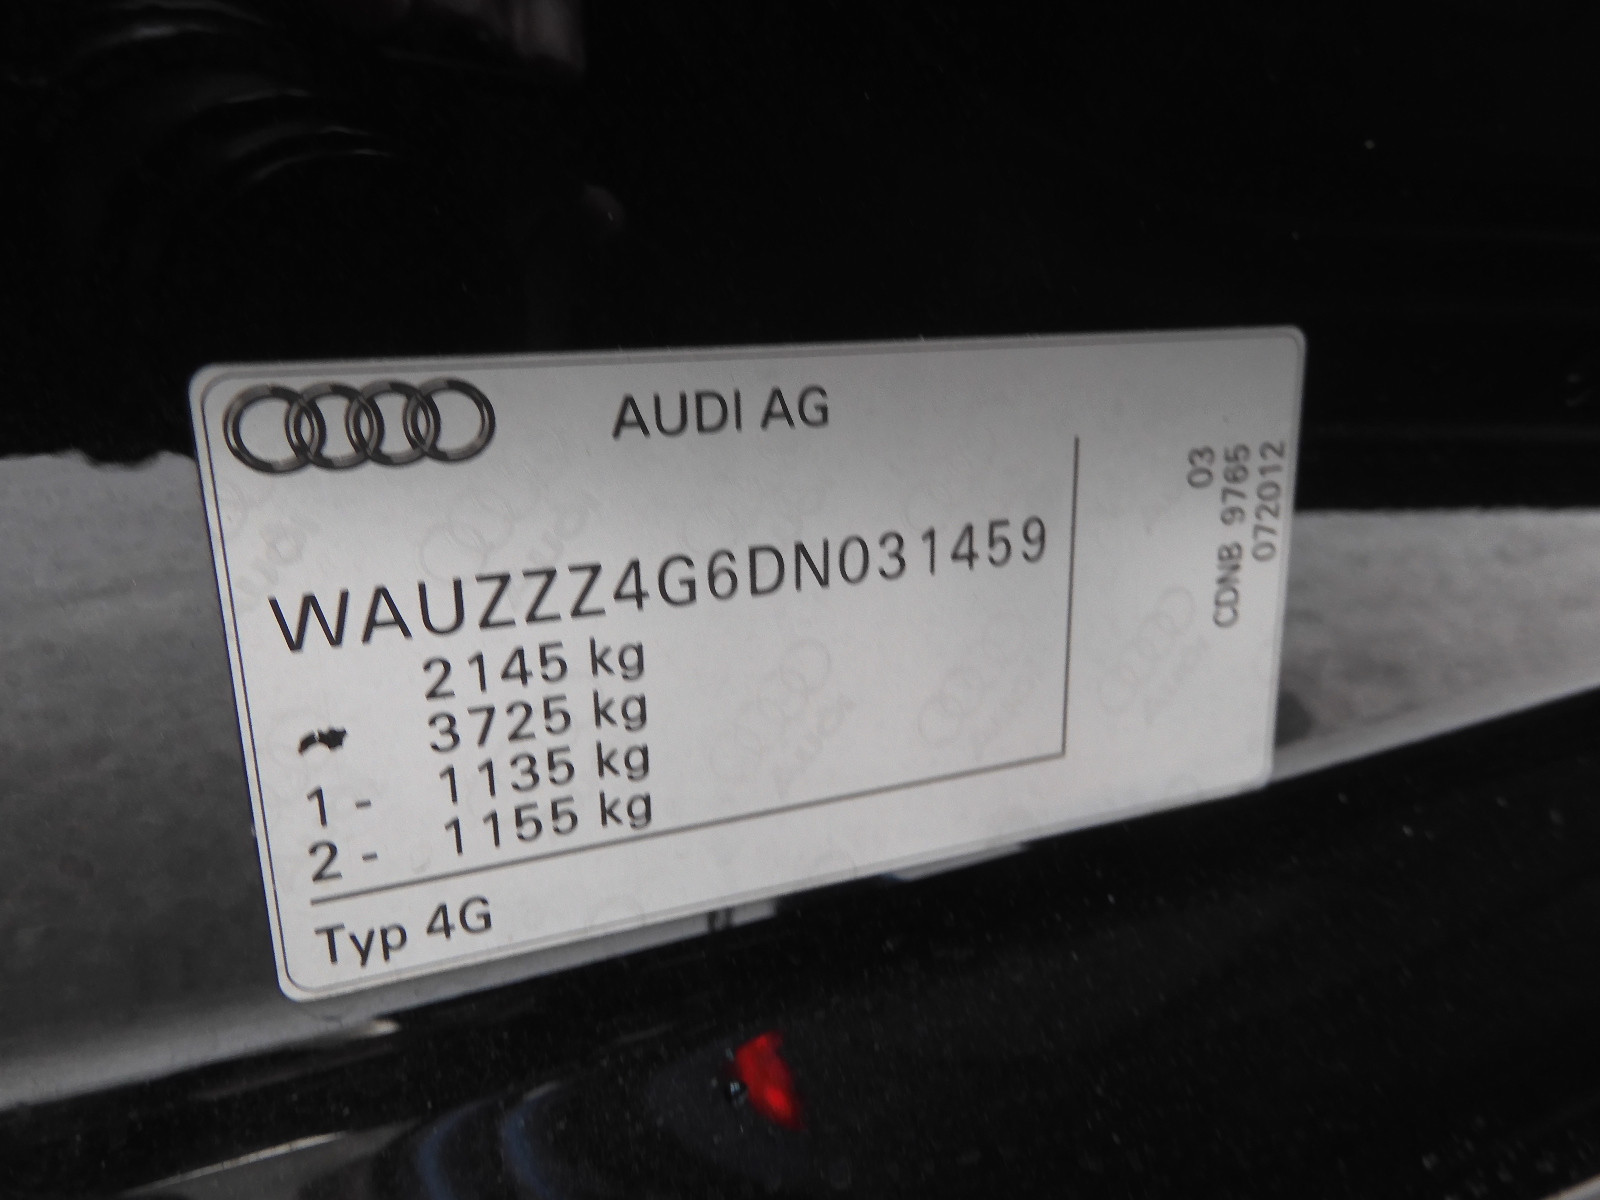 AUDI AG
WAUZZZ4G6DN031459
2145 kg
3725 kg
1 - 1135 kg
2 - 1155 kg
Typ 4G
03
CDNB 9765
072012